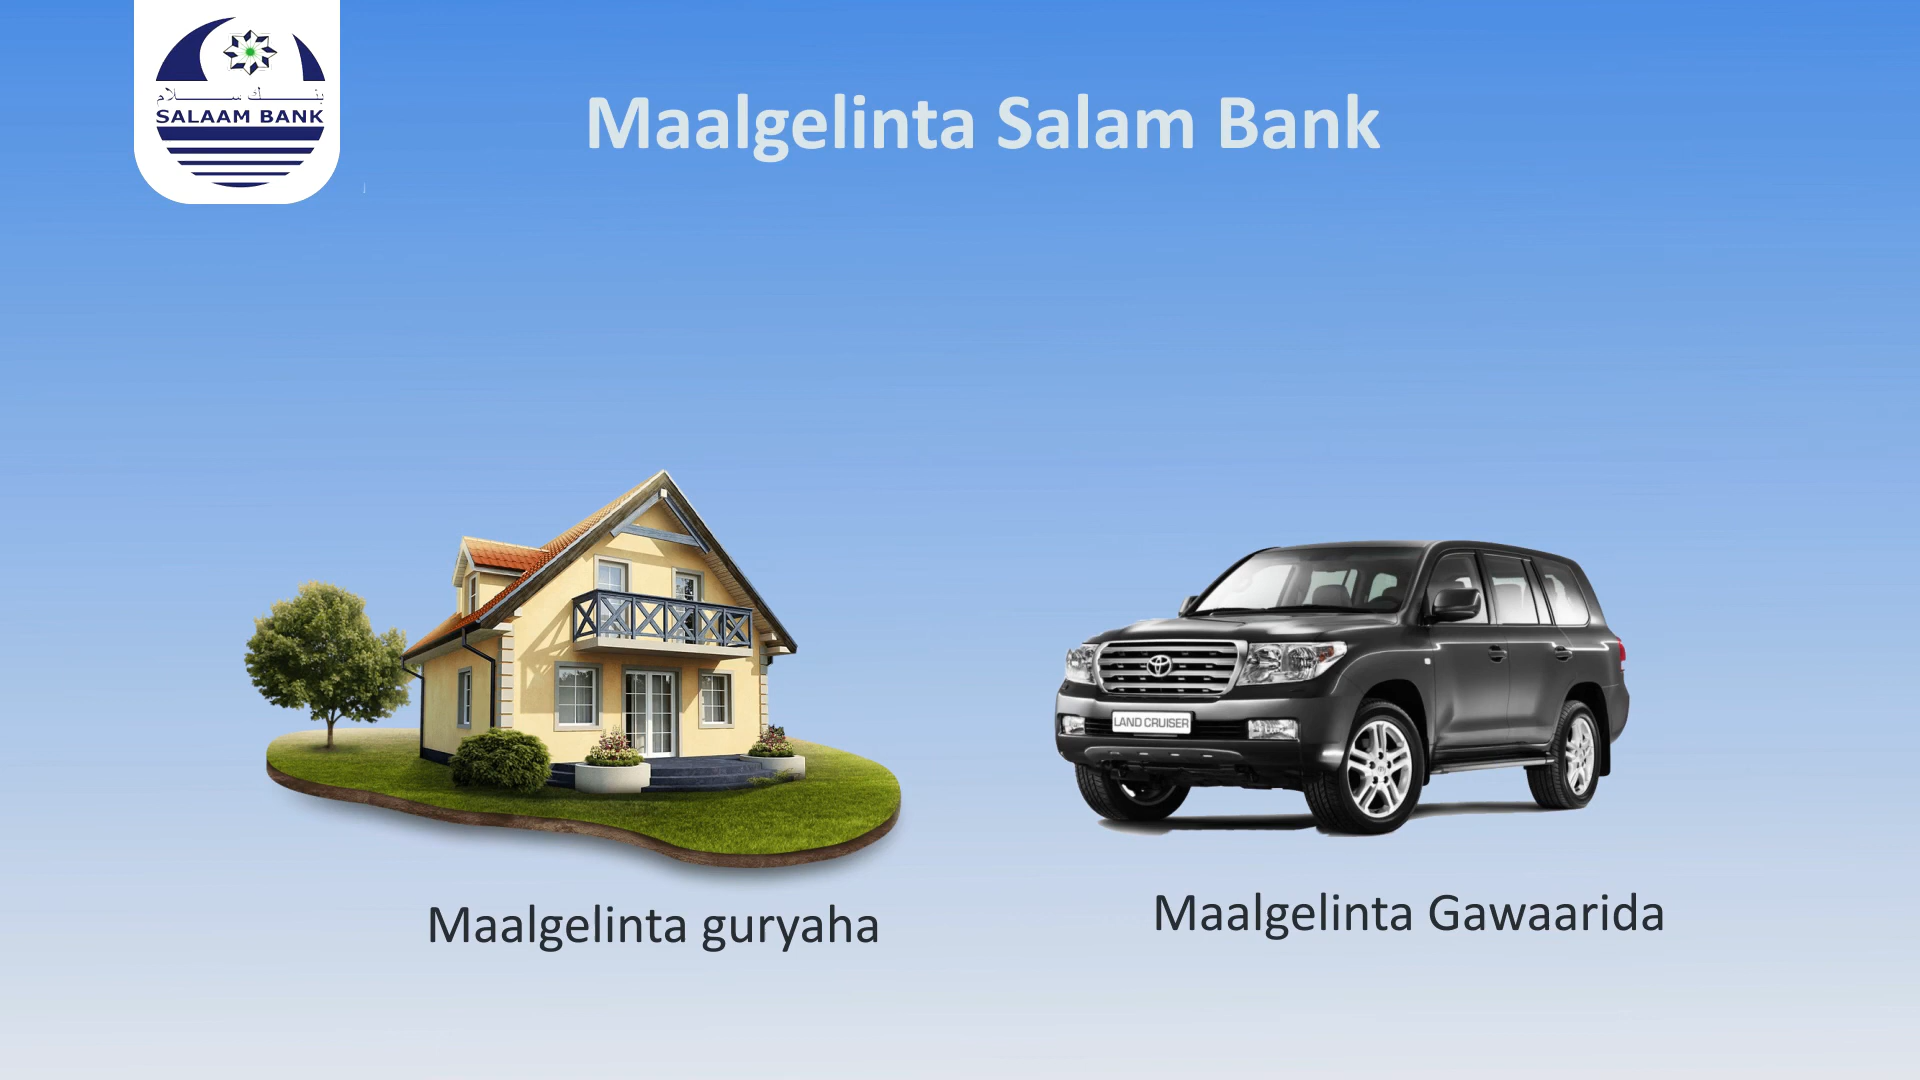 بنك سلام
SALAAM BANK
Maalgelinta Salam Bank
LAND CRUISER
Maalgelinta guryaha
Maalgelinta Gawaarida